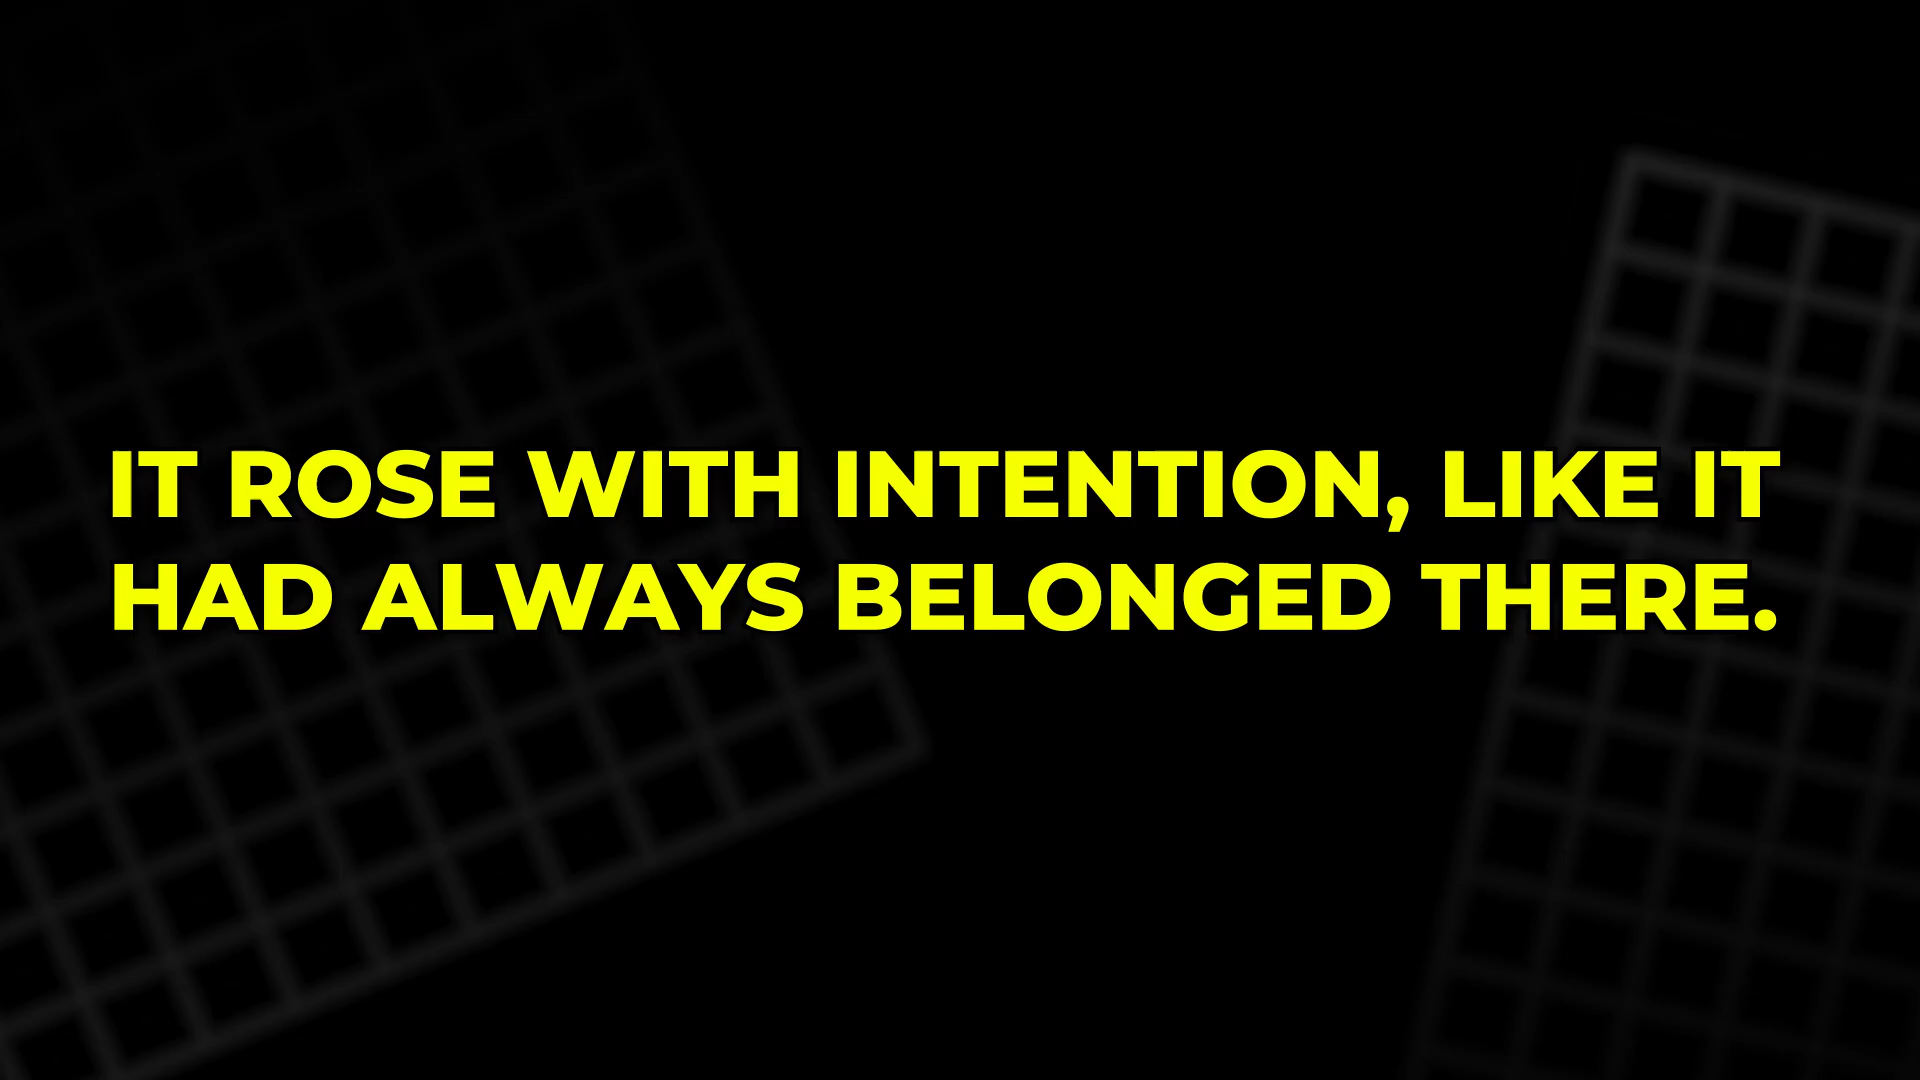 IT ROSE WITH INTENTION, LIKE IT
HAD ALWAYS BELONGED THERE.